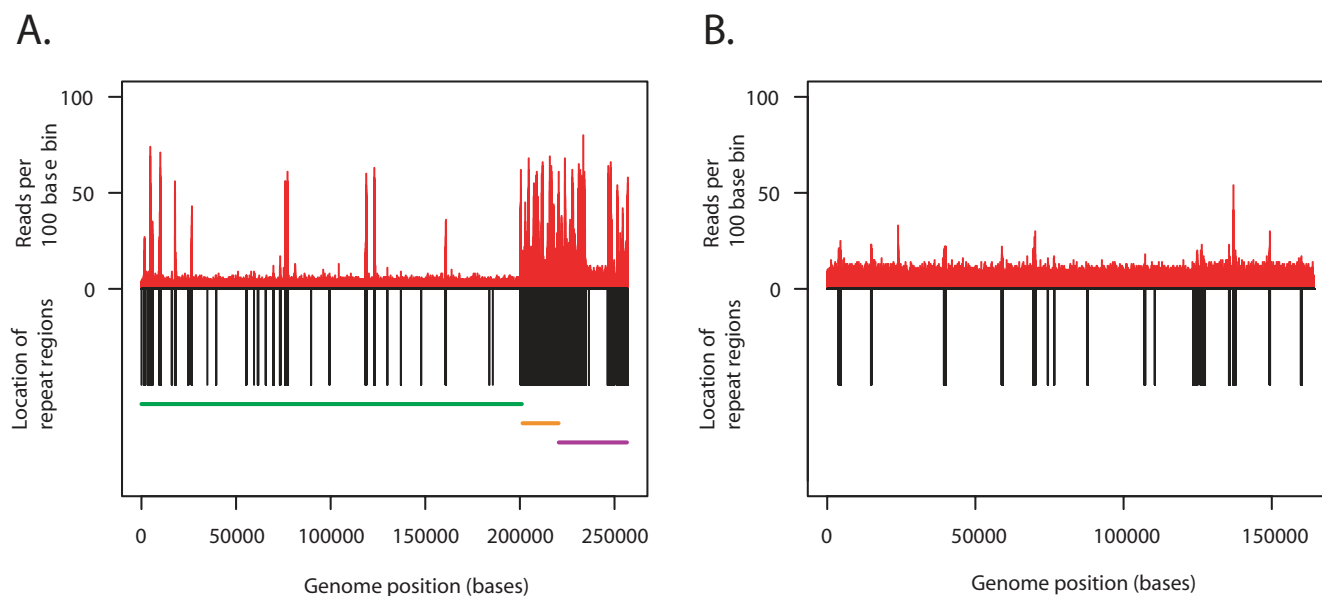 A.
100
50
0
Reads per
100 base bin
Location of
repeat regions
0
50000
100000
150000
200000
250000
Genome position (bases)
B.
100
50
0
Reads per
100 base bin
Location of
repeat regions
0
50000
100000
150000
Genome position (bases)